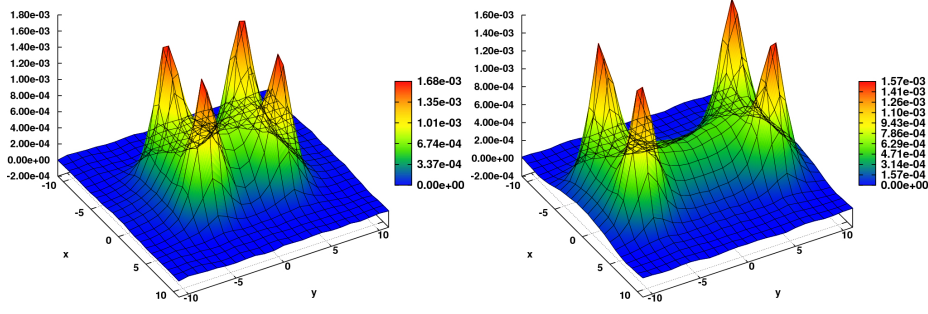 1.80e-03
1.60e-03
1.40e-03
1.20e-03
1.00e-03
8.00e-04
6.00e-04
4.00e-04
2.00e-04
0.00e+00
-2.00e-04
-10
-5
0
5
10
x
-10
-5
0
5
10
y
1.68e-03
1.35e-03
1.01e-03
6.74e-04
3.37e-04
0.00e+00
1.60e-03
1.40e-03
1.20e-03
1.00e-03
8.00e-04
6.00e-04
4.00e-04
2.00e-04
0.00e+00
-2.00e-04
-10
-5
0
5
10
x
-10
-5
0
5
10
y
1.57e-03
1.41e-03
1.26e-03
1.10e-03
9.43e-04
7.86e-04
6.29e-04
4.71e-04
3.14e-04
1.57e-04
0.00e+00